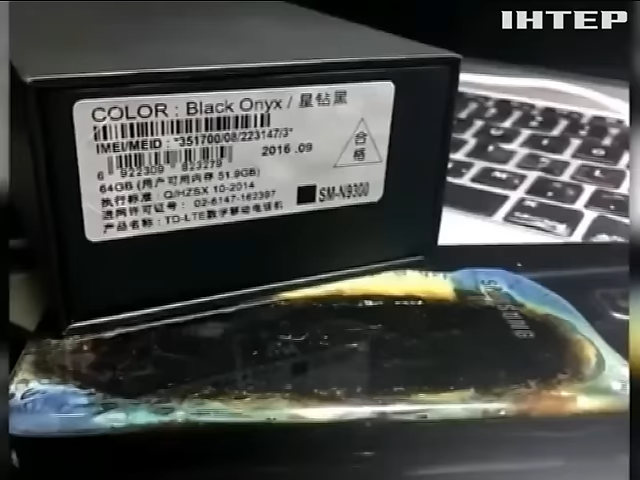 ІНТЕР
COLOR : Black Onyx / 星钻黑
IMEI/MEID : "351700/08/223147/3"
6 922309 823279
2016 .09
合格
64GB (用户可用内存 51.9GB)
执行标准 : Q/HZSX 10-2014
进网许可证号 : 02-6147-162397
SM-N9300
产品名称 : TD-LTE数字移动电话机
SAMSUNG